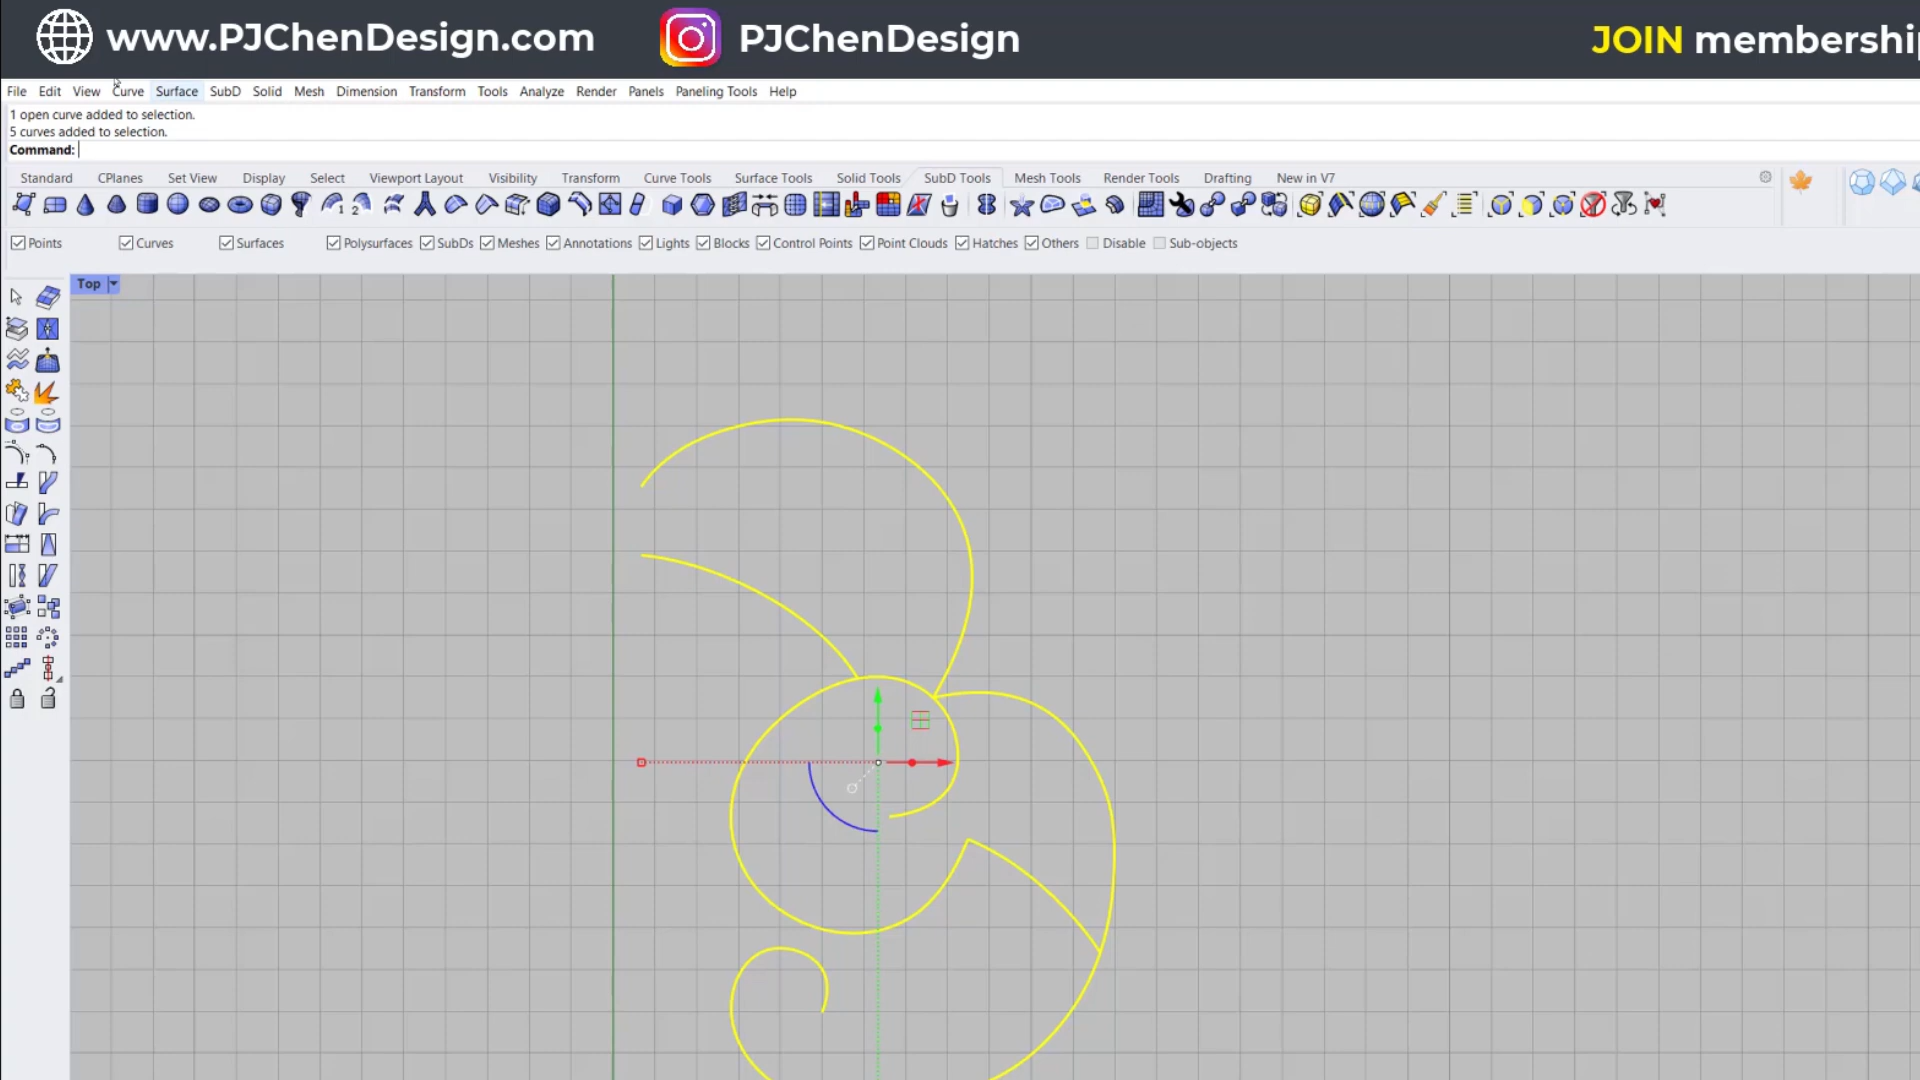 www.PJChenDesign.com PJChenDesign JOIN membership
File Edit View Curve Surface SubD Solid Mesh Dimension Transform Tools Analyze Render Panels Paneling Tools Help
1 open curve added to selection.
5 curves added to selection.
Command:
Standard CPlanes Set View Display Select Viewport Layout Visibility Transform Curve Tools Surface Tools Solid Tools SubD Tools Mesh Tools Render Tools Drafting New in V7
Points Curves Surfaces Polysurfaces SubDs Meshes Annotations Lights Blocks Control Points Point Clouds Hatches Others Disable Sub-objects
Top